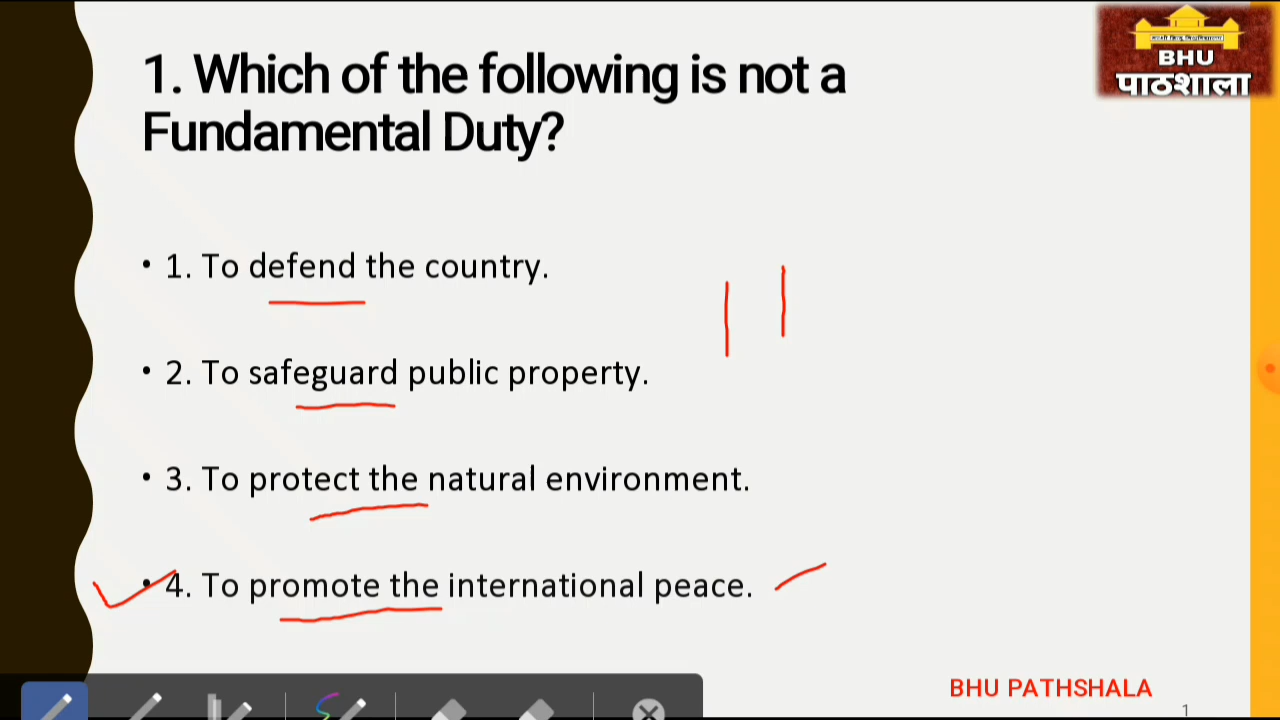 1. Which of the following is not a
Fundamental Duty?
BHU
पाठशाला
• 1. To defend the country.
11
• 2. To safeguard public property.
• 3. To protect the natural environment.
• 4. To promote the international peace.
BHU PATHSHALA
1